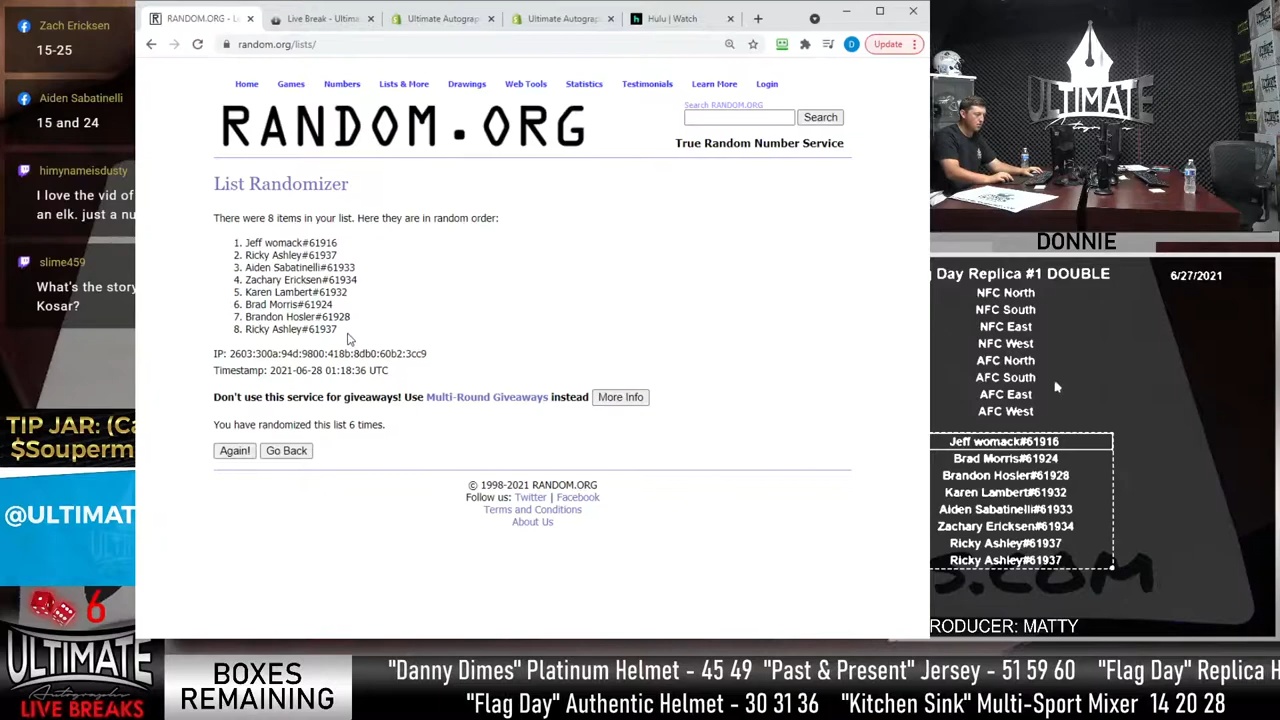 Zach Ericksen
15-25
Aiden Sabatinelli
15 and 24
himynameisdusty
I love the vid of
an elk. just a nu
slime459
What's the story
Kosar?
TIP JAR: (Ca
$Souperm
@ULTIMAT
6
ULTIMATE
Autographs
LIVE BREAKS
RANDOM.ORG - L
Live Break - Ultima
Ultimate Autograp
Ultimate Autograp
Hulu | Watch
random.org/lists/
Update
Home Games Numbers Lists & More Drawings Web Tools Statistics Testimonials Learn More Login
RANDOM.ORG
Search RANDOM.ORG
Search
True Random Number Service
List Randomizer
There were 8 items in your list. Here they are in random order:
1. Jeff womack#61916
2. Ricky Ashley#61937
3. Aiden Sabatinelli#61933
4. Zachary Ericksen#61934
5. Karen Lambert#61932
6. Brad Morris#61924
7. Brandon Hosler#61928
8. Ricky Ashley#61937
IP: 2603:300a:94d:9800:418b:8db0:60b2:3cc9
Timestamp: 2021-06-28 01:18:36 UTC
Don't use this service for giveaways! Use Multi-Round Giveaways instead More Info
You have randomized this list 6 times.
Again! Go Back
© 1998-2021 RANDOM.ORG
Follow us: Twitter | Facebook
Terms and Conditions
About Us
ULTIMATE
Autographs
DONNIE
g Day Replica #1 DOUBLE 6/27/2021
NFC North
NFC South
NFC East
NFC West
AFC North
AFC South
AFC East
AFC West
Jeff womack#61916
Brad Morris#61924
Brandon Hosler#61928
Karen Lambert#61932
Aiden Sabatinelli#61933
Zachary Ericksen#61934
Ricky Ashley#61937
Ricky Ashley#61937
S.COM
RODUCER: MATTY
BOXES
REMAINING
"Danny Dimes" Platinum Helmet - 45 49 "Past & Present" Jersey - 51 59 60 "Flag Day" Replica H
"Flag Day" Authentic Helmet - 30 31 36 "Kitchen Sink" Multi-Sport Mixer 14 20 28